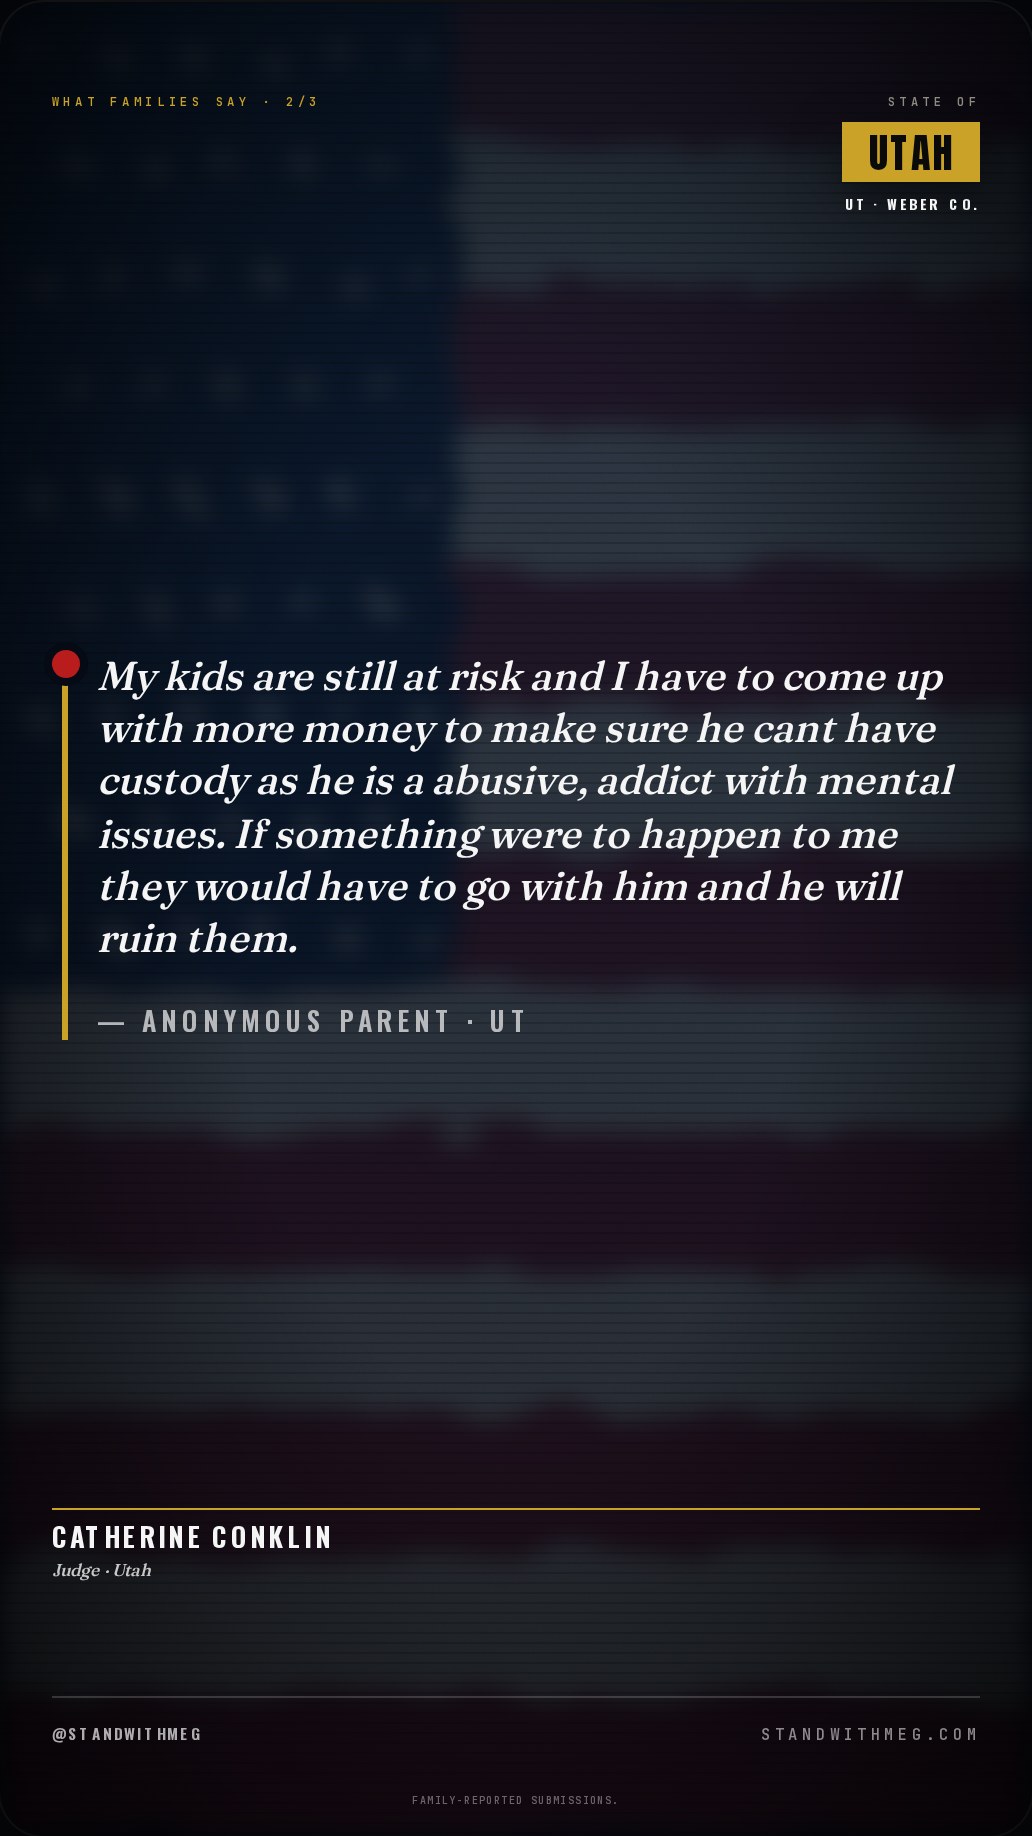 WHAT FAMILIES SAY · 2/3
STATE OF
UTAH
UT · WEBER CO.
My kids are still at risk and I have to come up
with more money to make sure he cant have
custody as he is a abusive, addict with mental
issues. If something were to happen to me
they would have to go with him and he will
ruin them.
— ANONYMOUS PARENT · UT
CATHERINE CONKLIN
Judge · Utah
@STANDWITHMEG
STANDWITHMEG.COM
FAMILY-REPORTED SUBMISSIONS.